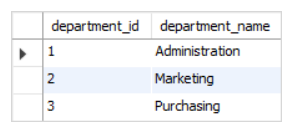 department_id department_name
1 Administration
2 Marketing
3 Purchasing